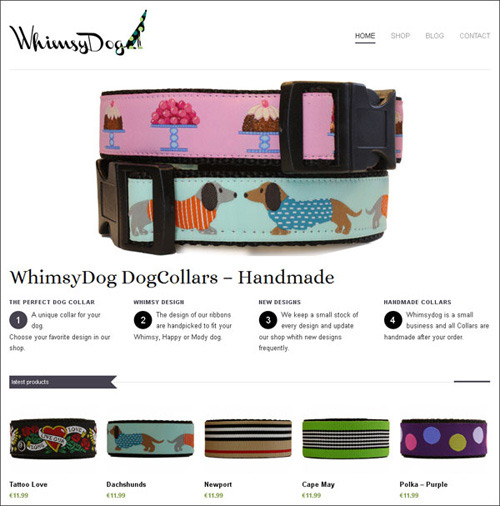 WhimsyDog
HOME SHOP BLOG CONTACT
WhimsyDog DogCollars – Handmade
THE PERFECT DOG COLLAR
1 A unique collar for your
dog.
Choose your favorite design in our
shop.
WHIMSY DESIGN
2 The design of our ribbons
are handpicked to fit your
Whimsy, Happy or Mody dog.
NEW DESIGNS
3 We keep a small stock of
every design and update
our shop whith new designs
frequently.
HANDMADE COLLARS
4 Whimsydog is a small
business and all Collars are
handmade after your order.
latest products
Tattoo Love
€11.99
Dachshunds
€11.99
Newport
€11.99
Cape May
€11.99
Polka – Purple
€11.99